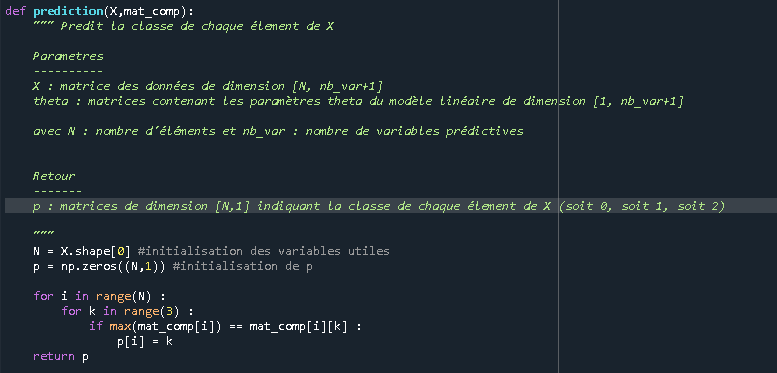 def prediction(X,mat_comp):
    """ Predit la classe de chaque élement de X
    Parametres
    ----------
    X : matrice des données de dimension [N, nb_var+1]
    theta : matrices contenant les paramètres theta du modèle linéaire de dimension [1, nb_var+1]
    avec N : nombre d'éléments et nb_var : nombre de variables prédictives
    Retour
    -------
    p : matrices de dimension [N,1] indiquant la classe de chaque élement de X (soit 0, soit 1, soit 2)
    """
    N = X.shape[0] #initialisation des variables utiles
    p = np.zeros((N,1)) #initialisation de p
    for i in range(N) :
        for k in range(3) :
            if max(mat_comp[i]) == mat_comp[i][k] :
                p[i] = k
    return p